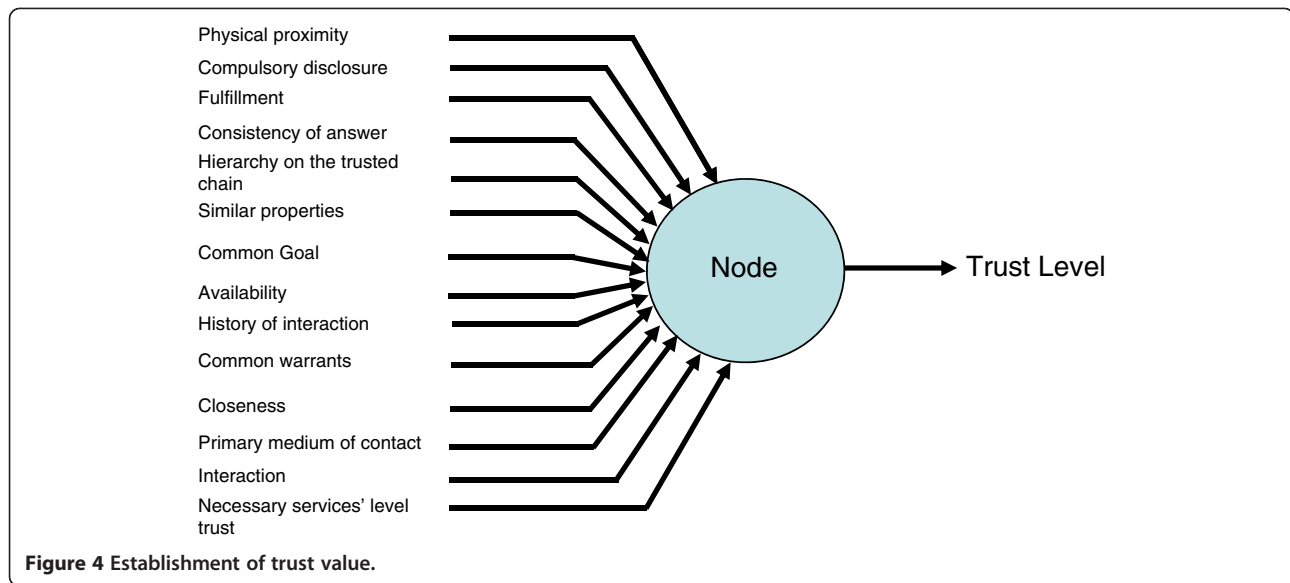 Physical proximity
Compulsory disclosure
Fulfillment
Consistency of answer
Hierarchy on the trusted
chain
Similar properties
Common Goal
Availability
History of interaction
Common warrants
Closeness
Primary medium of contact
Interaction
Necessary services' level
trust
Node
Trust Level
Figure 4 Establishment of trust value.